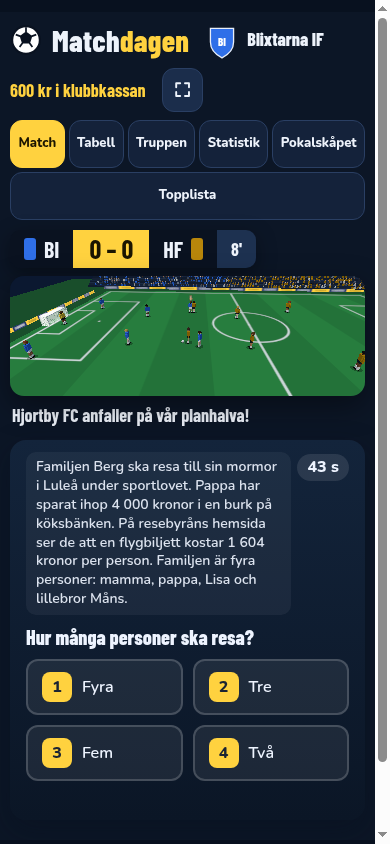 Matchdagen
BI
Blixtarna IF
600 kr i klubbkassan
Match
Tabell
Truppen
Statistik
Pokalskåpet
Topplista
BI
0 – 0
HF
8'
Hjortby FC anfaller på vår planhalva!
Familjen Berg ska resa till sin mormor
i Luleå under sportlovet. Pappa har
sparat ihop 4 000 kronor i en burk på
köksbänken. På resebyråns hemsida
ser de att en flygbiljett kostar 1 604
kronor per person. Familjen är fyra
personer: mamma, pappa, Lisa och
lillebror Måns.
43 s
Hur många personer ska resa?
1 Fyra
2 Tre
3 Fem
4 Två